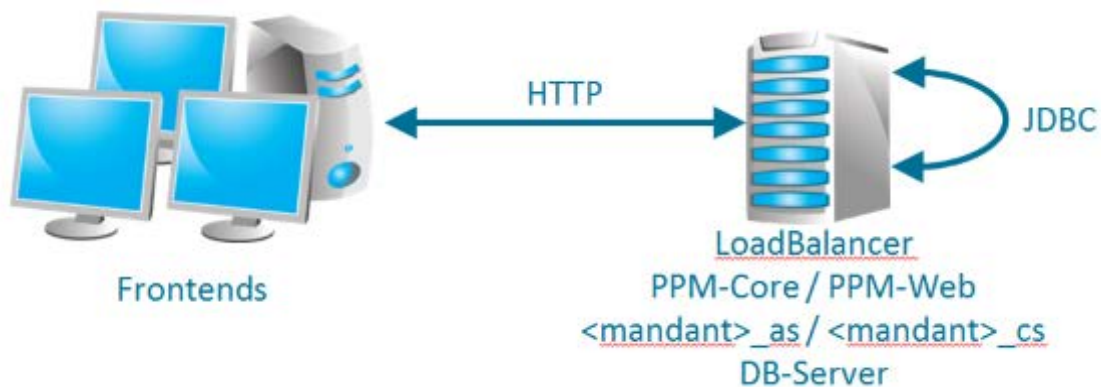 HTTP
JDBC
Frontends
LoadBalancer
PPM-Core / PPM-Web
<mandant>_as / <mandant>_cs
DB-Server